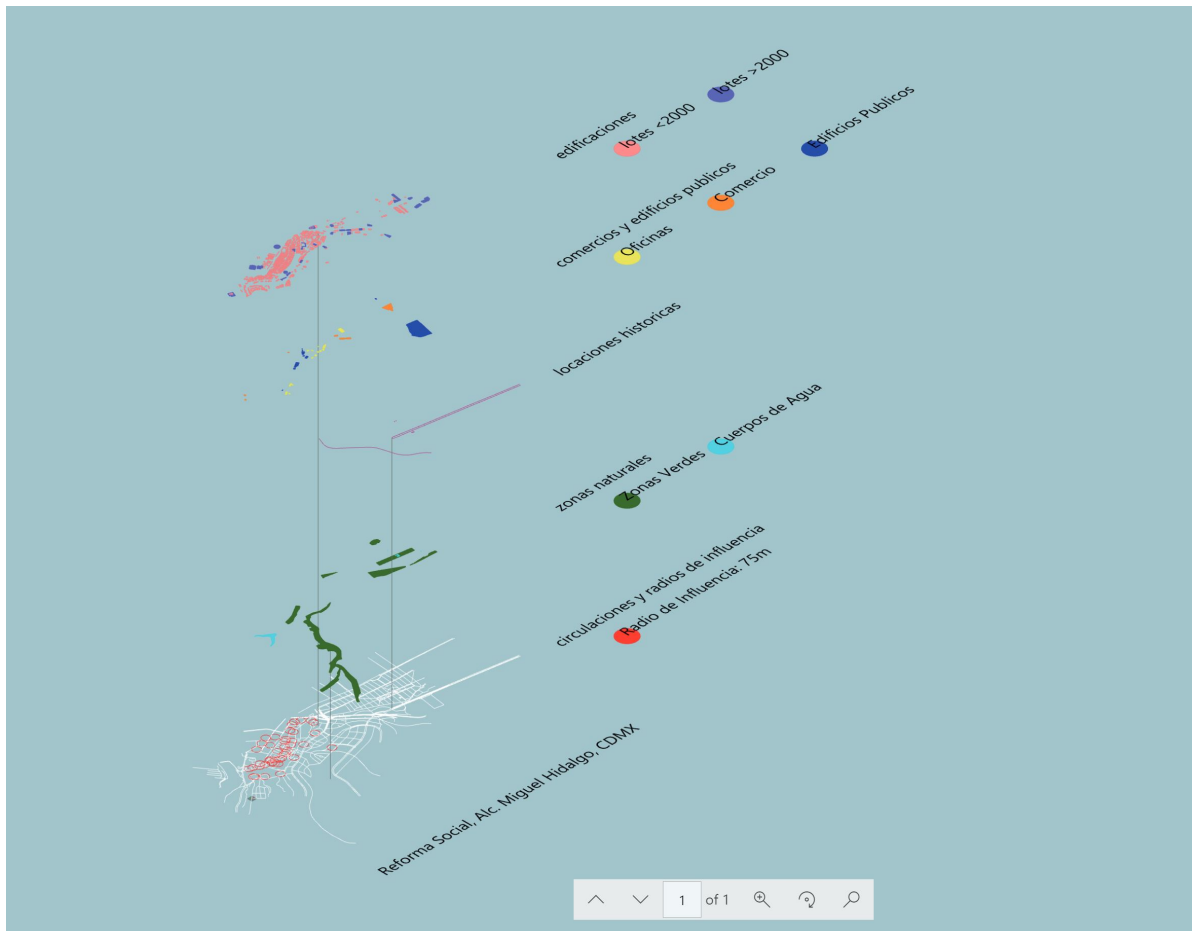 lotes >2000
edificaciones
lotes <2000
Edificios Publicos
comercios y edificios publicos
Comercio
Oficinas
locaciones historicas
Cuerpos de Agua
zonas naturales
Zonas Verdes
circulaciones y radios de influencia
Radio de Influencia: 75m
Reforma Social, Alc. Miguel Hidalgo, CDMX
1 of 1